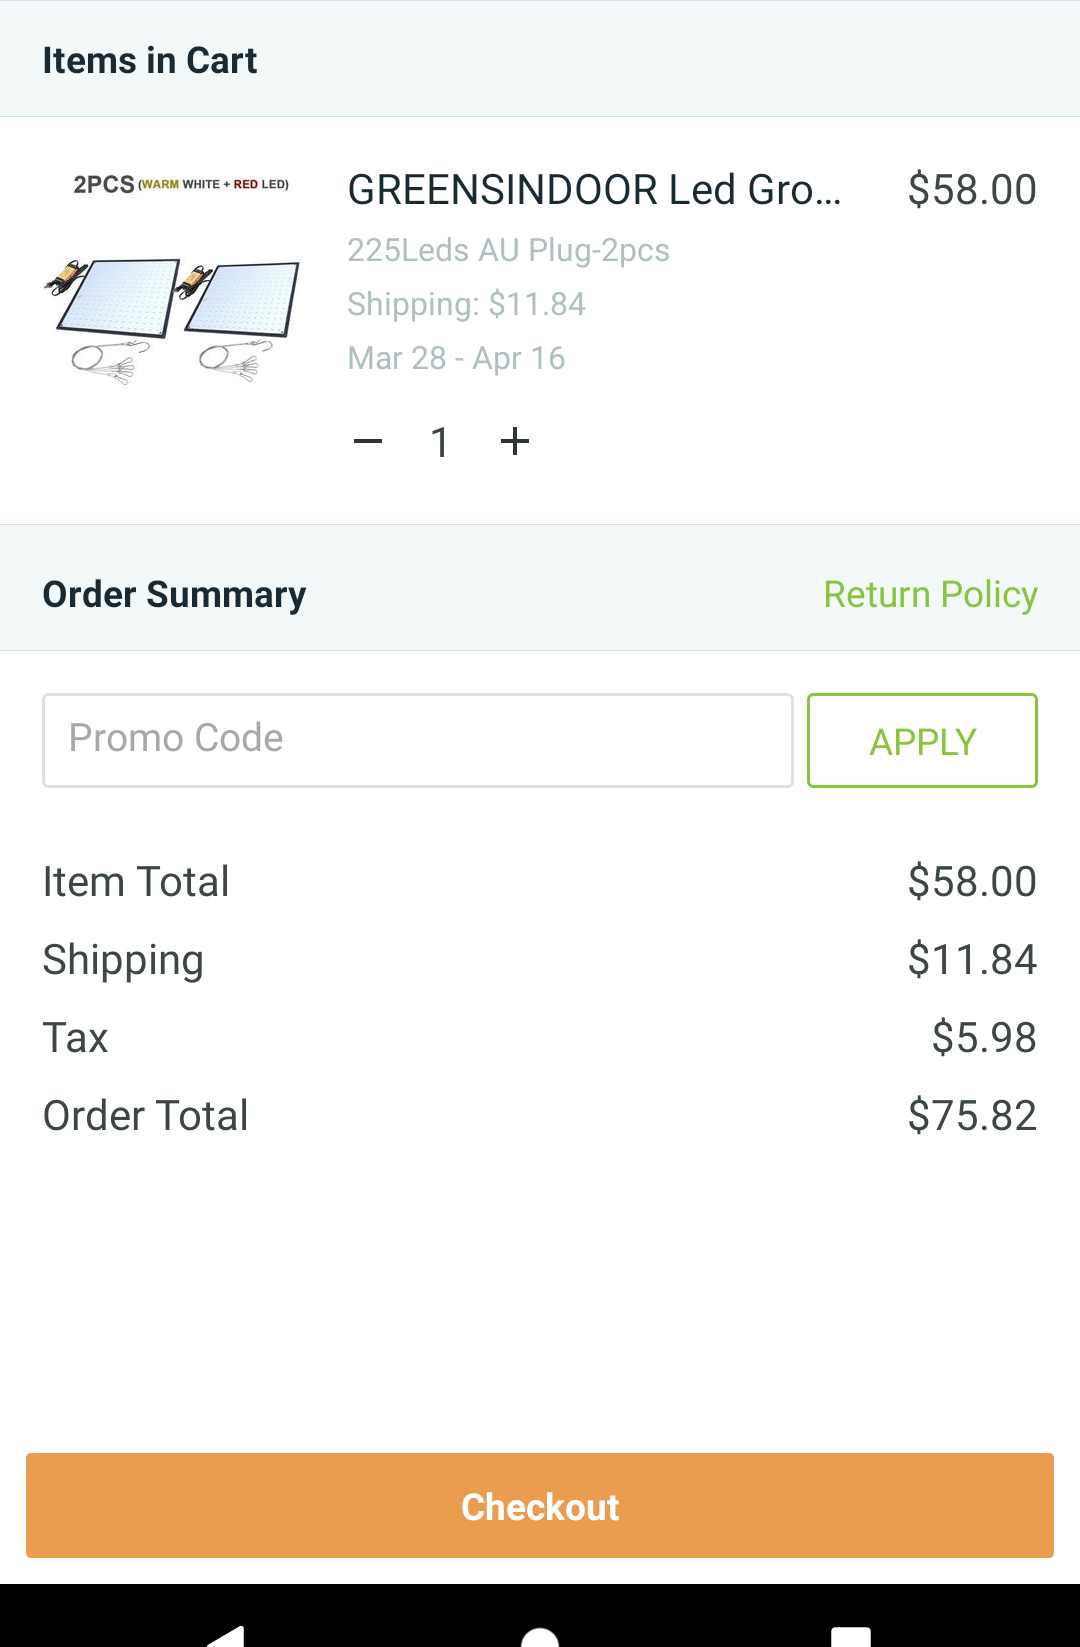 Items in Cart
2PCS (WARM WHITE + RED LED)
GREENSINDOOR Led Gro... $58.00
225Leds AU Plug-2pcs
Shipping: $11.84
Mar 28 - Apr 16
1
Order Summary Return Policy
Promo Code APPLY
Item Total $58.00
Shipping $11.84
Tax $5.98
Order Total $75.82
Checkout